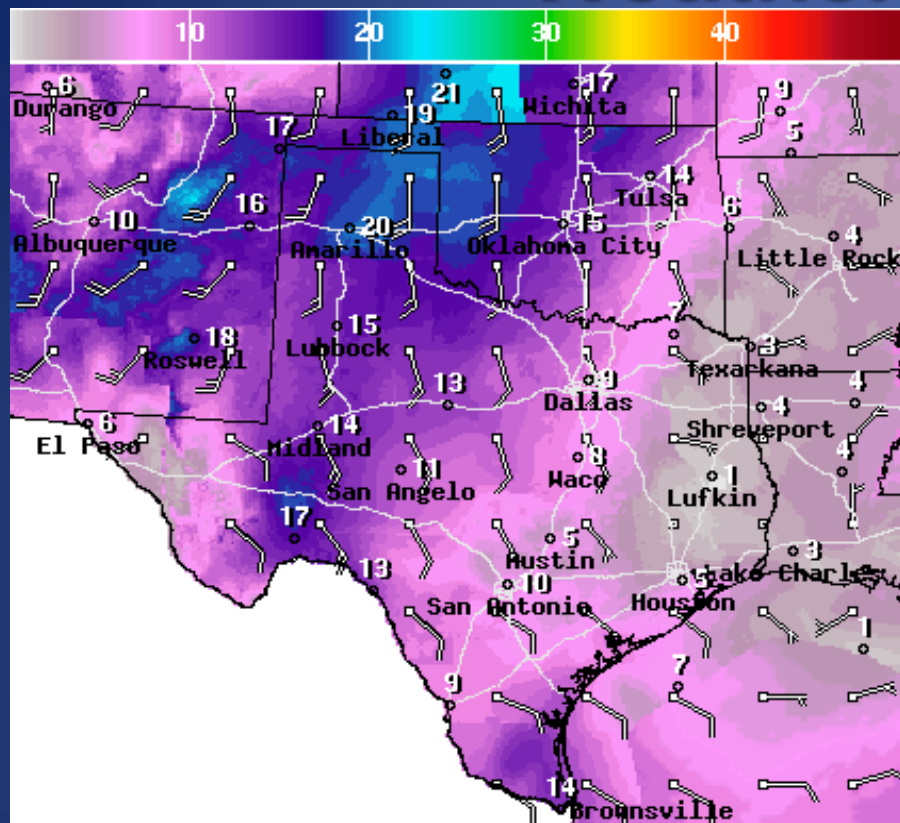 10 20 30 40
6 21 17 9
Durango 19 Wichita
17 Liberal 5
16 14
Tulsa
10 20 15 6 4
Albuquerque Amarillo Oklahoma City Little Rock
18 15 7
Roswell Lubbock 3
Texarkana
13 9 4
Dallas 4
6 14 Shreveport
El Paso Midland 8 4
11 Waco 1
San Angelo Lufkin
17 5 3
Austin
13 10 5 Lake Charles
San Antonio Houston
1
9 7
14
Brownsville